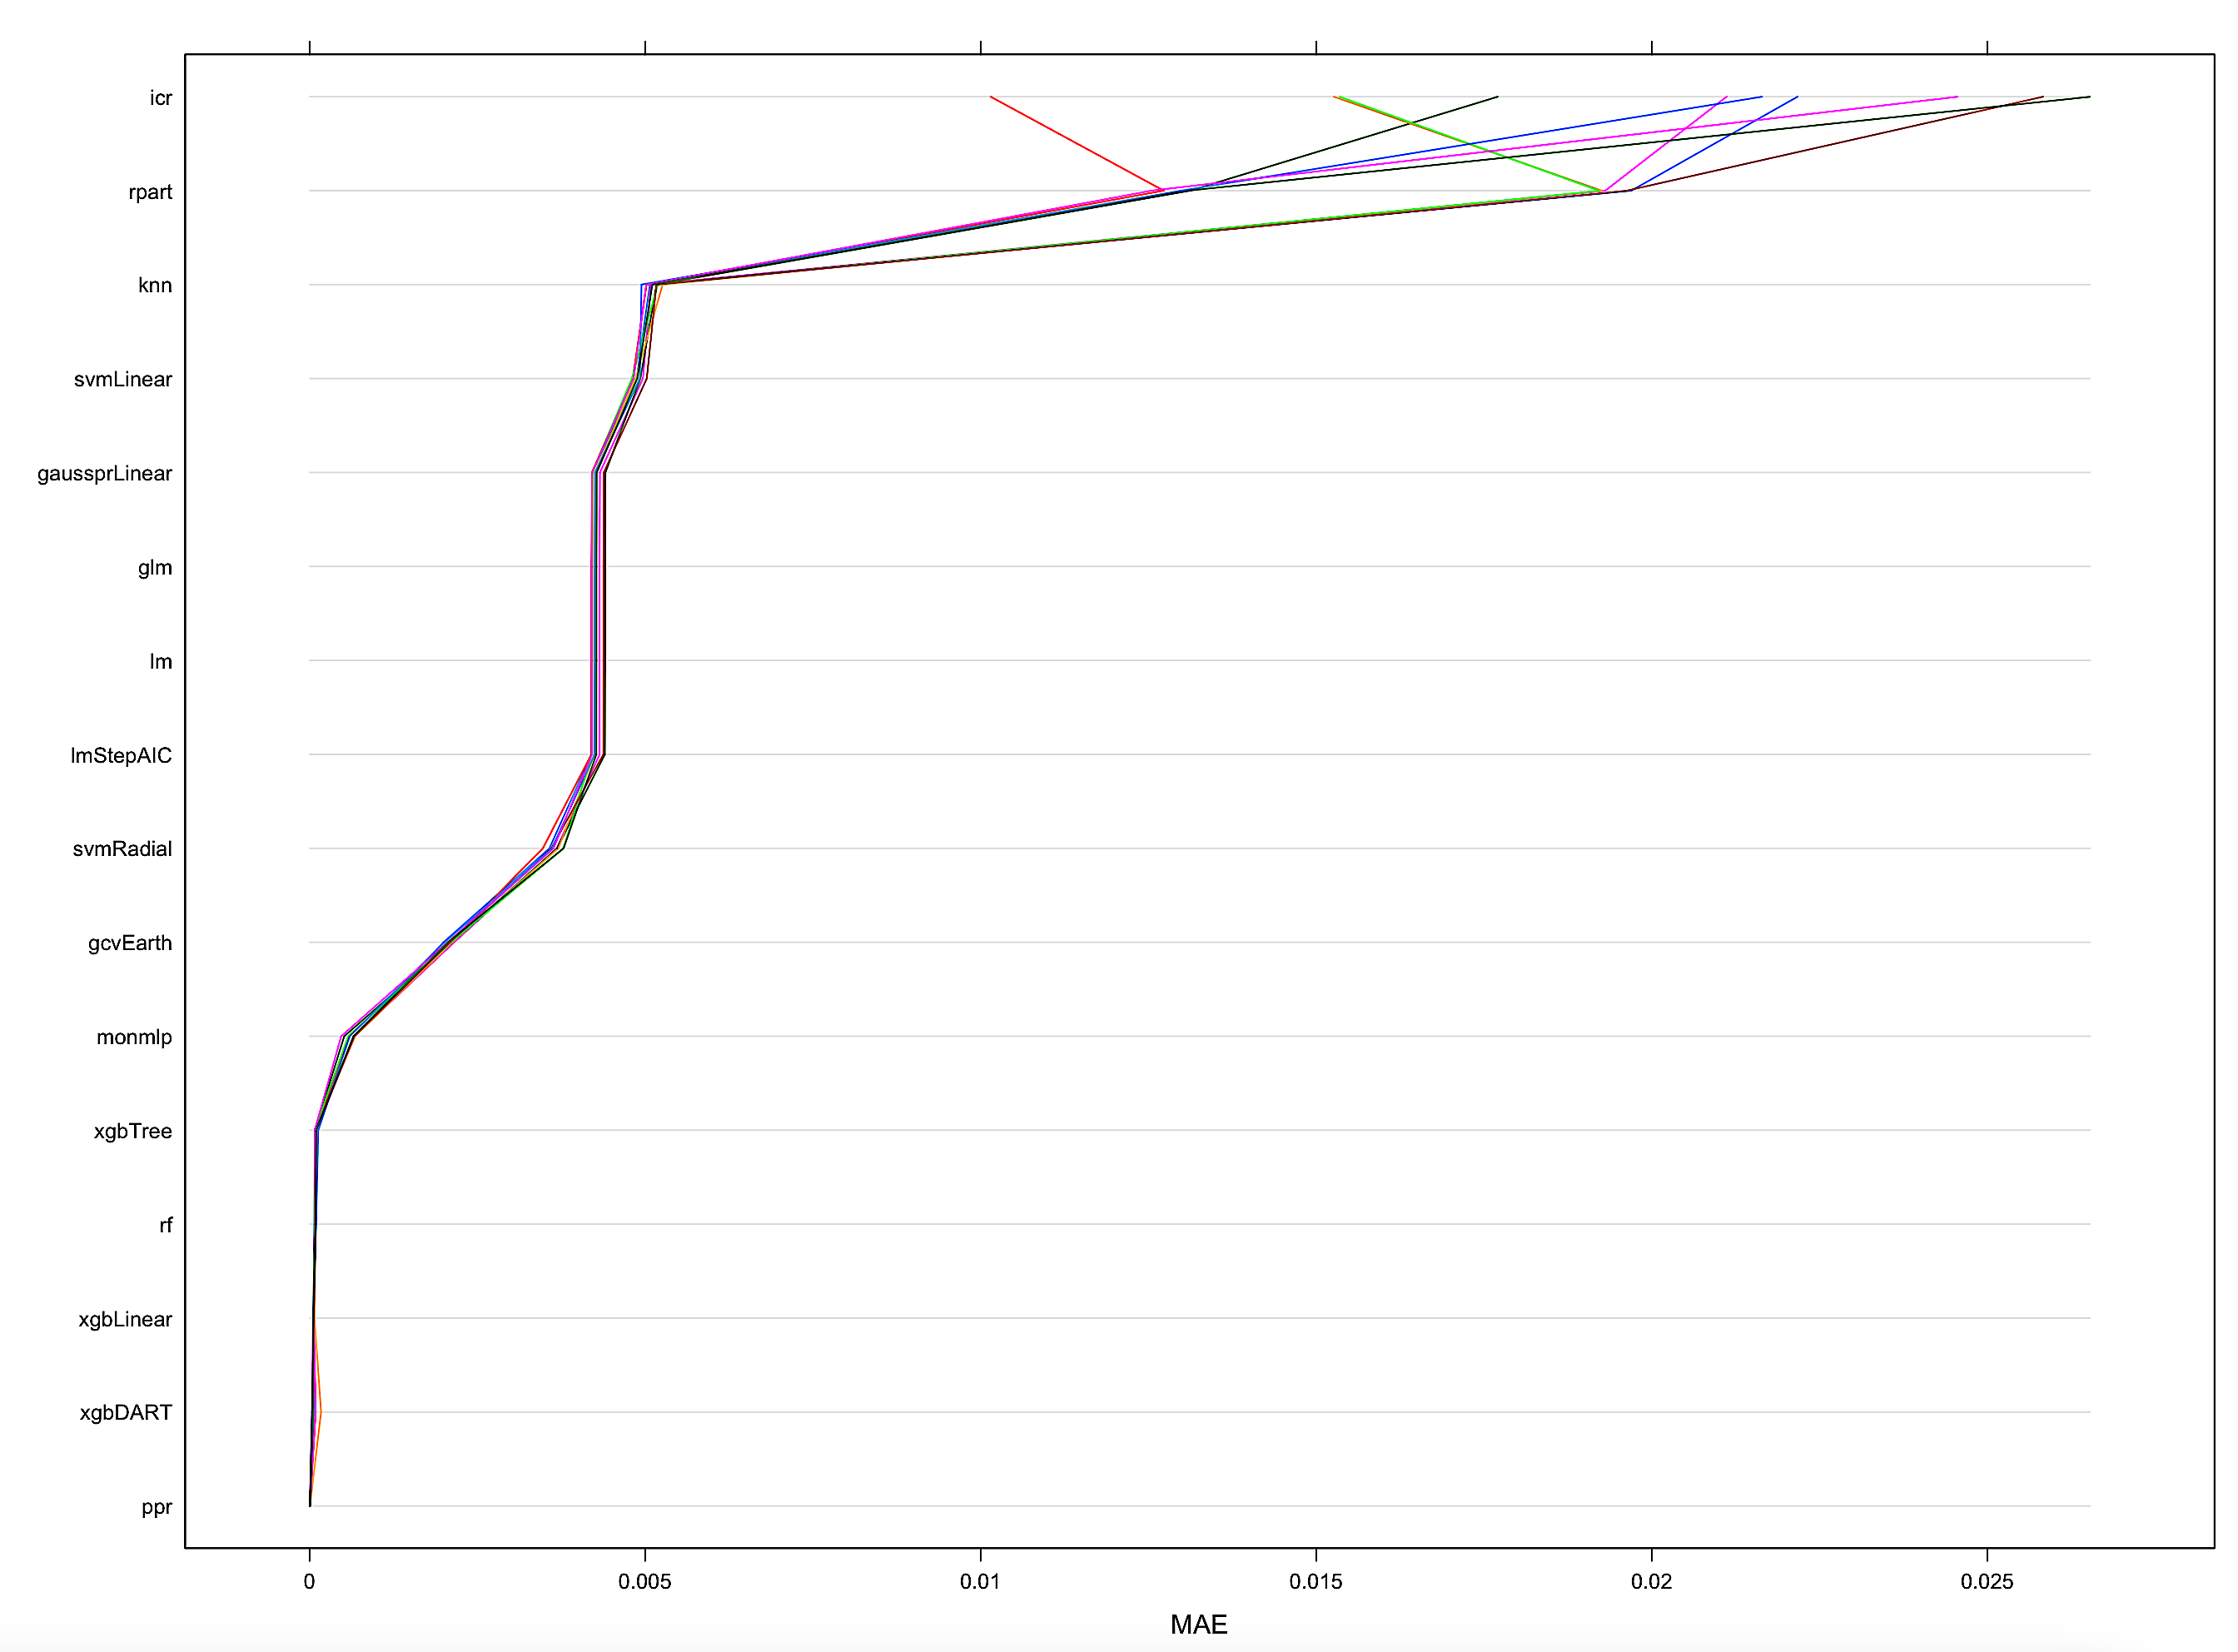 icr
rpart
knn
svmLinear
gaussprLinear
glm
lm
lmStepAIC
svmRadial
gcvEarth
monmlp
xgbTree
rf
xgbLinear
xgbDART
ppr
0 0.005 0.01 0.015 0.02 0.025
MAE